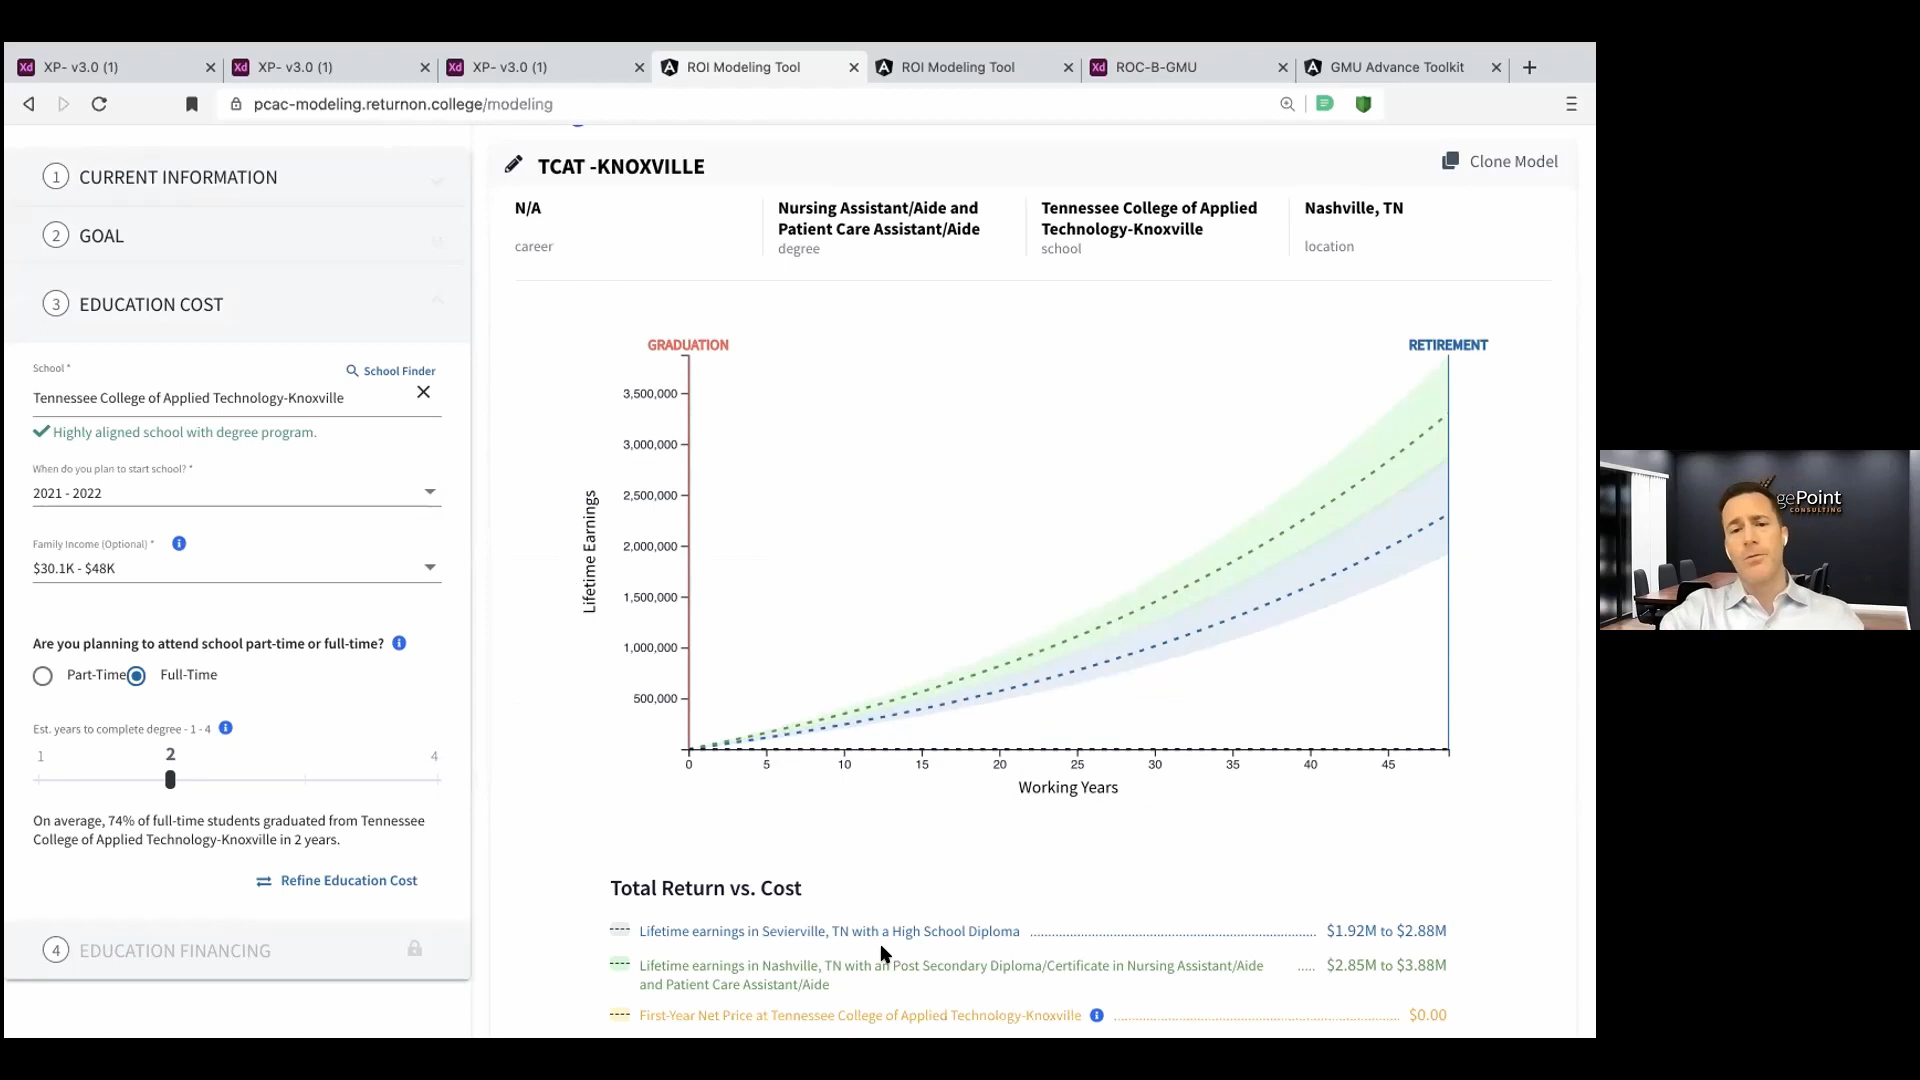 XP- v3.0 (1)
XP- v3.0 (1)
XP- v3.0 (1)
ROI Modeling Tool
ROI Modeling Tool
ROC-B-GMU
GMU Advance Toolkit
pcac-modeling.returnon.college/modeling
1 CURRENT INFORMATION
2 GOAL
3 EDUCATION COST
School *
School Finder
Tennessee College of Applied Technology-Knoxville
Highly aligned school with degree program.
When do you plan to start school? *
2021 - 2022
Family Income (Optional) *
$30.1K - $48K
Are you planning to attend school part-time or full-time?
Part-Time
Full-Time
Est. years to complete degree - 1 - 4
1
2
4
On average, 74% of full-time students graduated from Tennessee
College of Applied Technology-Knoxville in 2 years.
Refine Education Cost
4 EDUCATION FINANCING
TCAT -KNOXVILLE
Clone Model
N/A
career
Nursing Assistant/Aide and
Patient Care Assistant/Aide
degree
Tennessee College of Applied
Technology-Knoxville
school
Nashville, TN
location
GRADUATION
RETIREMENT
3,500,000
3,000,000
2,500,000
2,000,000
1,500,000
1,000,000
500,000
Lifetime Earnings
0 5 10 15 20 25 30 35 40 45
Working Years
Total Return vs. Cost
Lifetime earnings in Sevierville, TN with a High School Diploma $1.92M to $2.88M
Lifetime earnings in Nashville, TN with an Post Secondary Diploma/Certificate in Nursing Assistant/Aide ..... $2.85M to $3.88M
and Patient Care Assistant/Aide
First-Year Net Price at Tennessee College of Applied Technology-Knoxville $0.00
gePoint
CONSULTING